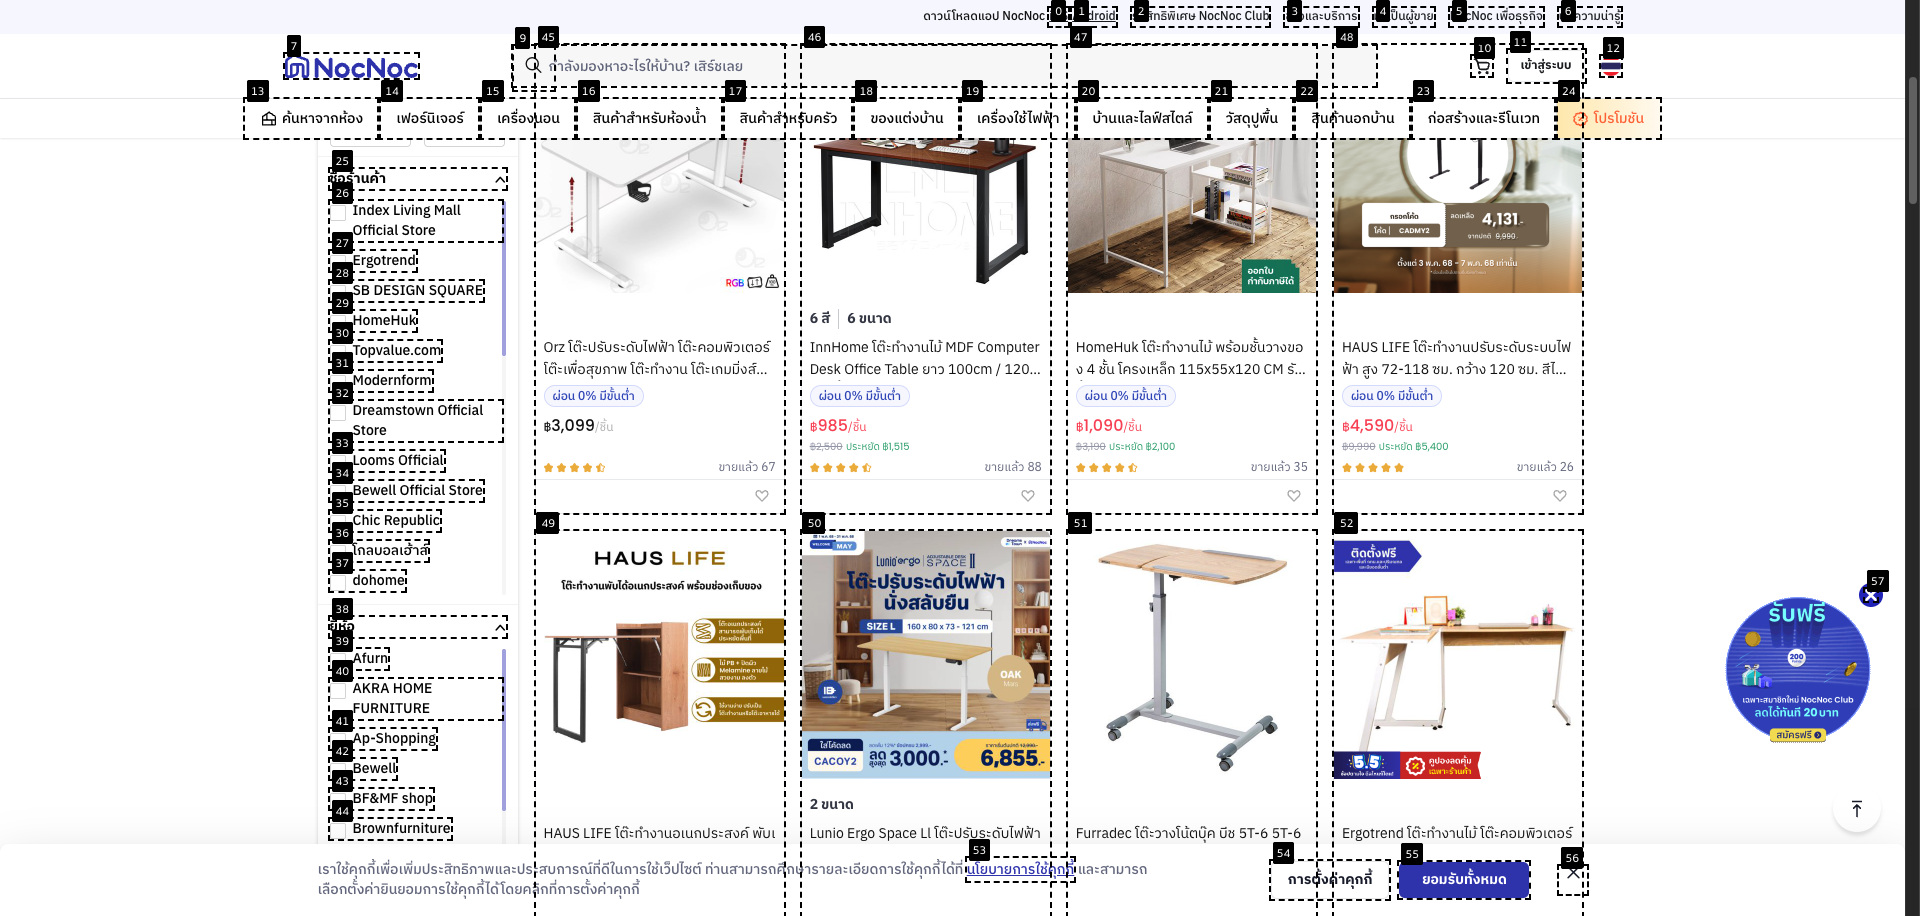 ดาวน์โหลดแอป NocNoc
0
1
Android
2
สิทธิพิเศษ NocNoc Club
3
และบริการ
4
เป็นผู้ขาย
5
NocNoc เพื่อธุรกิจ
6
ความน่ารู้
7
NocNoc
9
กำลังมองหาอะไรให้บ้าน? เสิร์ชเลย
45
46
47
48
10
11
เข้าสู่ระบบ
12
13
ค้นหาจากห้อง
14
เฟอร์นิเจอร์
15
เครื่องนอน
16
สินค้าสำหรับห้องน้ำ
17
สินค้าสำหรับครัว
18
ของแต่งบ้าน
19
เครื่องใช้ไฟฟ้า
20
บ้านและไลฟ์สไตล์
21
วัสดุปูพื้น
22
สินค้านอกบ้าน
23
ก่อสร้างและรีโนเวท
24
โปรโมชัน
25
ชื่อร้านค้า
26
Index Living Mall
Official Store
27
Ergotrend
28
SB DESIGN SQUARE
29
HomeHuk
30
Topvalue.com
31
Modernform
32
Dreamstown Official
Store
33
Looms Official
34
Bewell Official Store
35
Chic Republic
36
โกลบอลเฮ้าส์
37
dohome
38
ยี่ห้อ
39
Afurn
40
AKRA HOME
FURNITURE
41
Ap-Shopping
42
Bewell
43
BF&MF shop
44
Brownfurniture
RGB
Orz โต๊ะปรับระดับไฟฟ้า โต๊ะคอมพิวเตอร์
โต๊ะเพื่อสุขภาพ โต๊ะทำงาน โต๊ะเกมมิ่งส์...
ผ่อน 0% มีขั้นต่ำ
฿3,099/ชิ้น
ขายแล้ว 67
INNHOME
6 สี 6 ขนาด
InnHome โต๊ะทำงานไม้ MDF Computer
Desk Office Table ยาว 100cm / 120...
ผ่อน 0% มีขั้นต่ำ
฿985/ชิ้น
฿2,500 ประหยัด ฿1,515
ขายแล้ว 88
ออกใบ
กำกับภาษีได้
HomeHuk โต๊ะทำงานไม้ พร้อมชั้นวางขอ
ง 4 ชั้น โครงเหล็ก 115x55x120 CM รั...
ผ่อน 0% มีขั้นต่ำ
฿1,090/ชิ้น
฿3,190 ประหยัด ฿2,100
ขายแล้ว 35
กรอกโค้ด
โค้ด | CADMY2
ลดเหลือ 4,131.-
จากปกติ 9,990.-
ตั้งแต่ 3 พ.ค. 68 - 7 พ.ค. 68 เท่านั้น
HAUS LIFE โต๊ะทำงานปรับระดับระบบไฟ
ฟ้า สูง 72-118 ซม. กว้าง 120 ซม. สีไ...
ผ่อน 0% มีขั้นต่ำ
฿4,590/ชิ้น
฿9,990 ประหยัด ฿5,400
ขายแล้ว 26
49
HAUS LIFE
โต๊ะทำงานพับได้อเนกประสงค์ พร้อมช่องเก็บของ
HAUS LIFE โต๊ะทำงานอเนกประสงค์ พับเ
50
WELCOME MAY
Lunio ergo ADJUSTABLE DESK SPACE II
โต๊ะปรับระดับไฟฟ้า
นั่งสลับยืน
SIZE L 160 x 80 x 73 - 121 cm
OAK
ใส่โค้ดลด
CACOY2
ลดสูงสุด 3,000.-
6,855.-
2 ขนาด
Lunio Ergo Space Ll โต๊ะปรับระดับไฟฟ้า
51
Furradec โต๊ะวางโน้ตบุ๊ค บีช 5T-6 5T-6
52
ติดตั้งฟรี
5.5
คูปองลดคุ้ม
เฉพาะร้านค้า
Ergotrend โต๊ะทำงานไม้ โต๊ะคอมพิวเตอร์
57
รับฟรี
200
เฉพาะสมาชิกใหม่ NocNoc Club
ลดได้ทันที 20 บาท
สมัครฟรี
53
เราใช้คุกกี้เพื่อเพิ่มประสิทธิภาพและประสบการณ์ที่ดีในการใช้เว็ปไซต์ ท่านสามารถศึกษารายละเอียดการใช้คุกกี้ได้ที่ นโยบายการใช้คุกกี้ และสามารถ
เลือกตั้งค่ายินยอมการใช้คุกกี้ได้โดยคลิกที่การตั้งค่าคุกกี้
54
การตั้งค่าคุกกี้
55
ยอมรับทั้งหมด
56